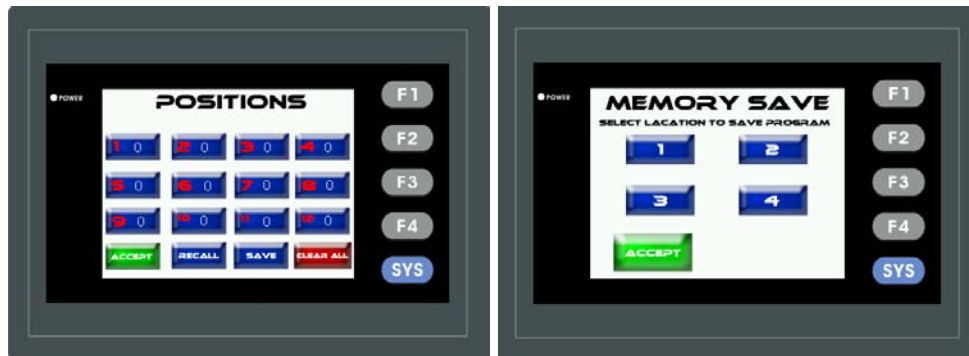 POWER
POSITIONS
1 0 2 0 3 0 4 0
5 0 6 0 7 0 8 0
9 0 10 0 11 0 12 0
ACCEPT RECALL SAVE CLEAR ALL
F1
F2
F3
F4
SYS
POWER
MEMORY SAVE
SELECT LACATION TO SAVE PROGRAM
1 2
3 4
ACCEPT
F1
F2
F3
F4
SYS